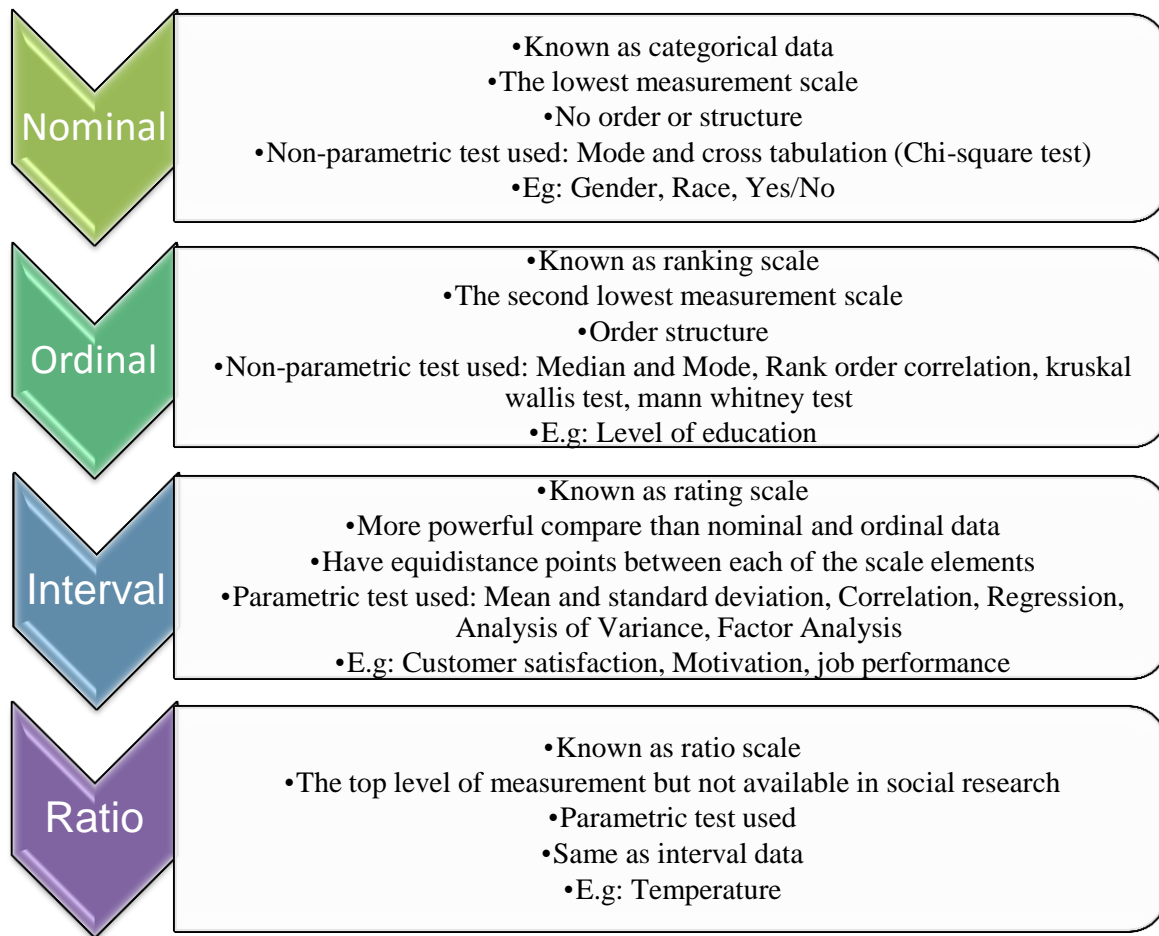 Nominal
•Known as categorical data
•The lowest measurement scale
•No order or structure
•Non-parametric test used: Mode and cross tabulation (Chi-square test)
•Eg: Gender, Race, Yes/No
Ordinal
•Known as ranking scale
•The second lowest measurement scale
•Order structure
•Non-parametric test used: Median and Mode, Rank order correlation, kruskal
wallis test, mann whitney test
•E.g: Level of education
Interval
•Known as rating scale
•More powerful compare than nominal and ordinal data
•Have equidistance points between each of the scale elements
•Parametric test used: Mean and standard deviation, Correlation, Regression,
Analysis of Variance, Factor Analysis
•E.g: Customer satisfaction, Motivation, job performance
Ratio
•Known as ratio scale
•The top level of measurement but not available in social research
•Parametric test used
•Same as interval data
•E.g: Temperature